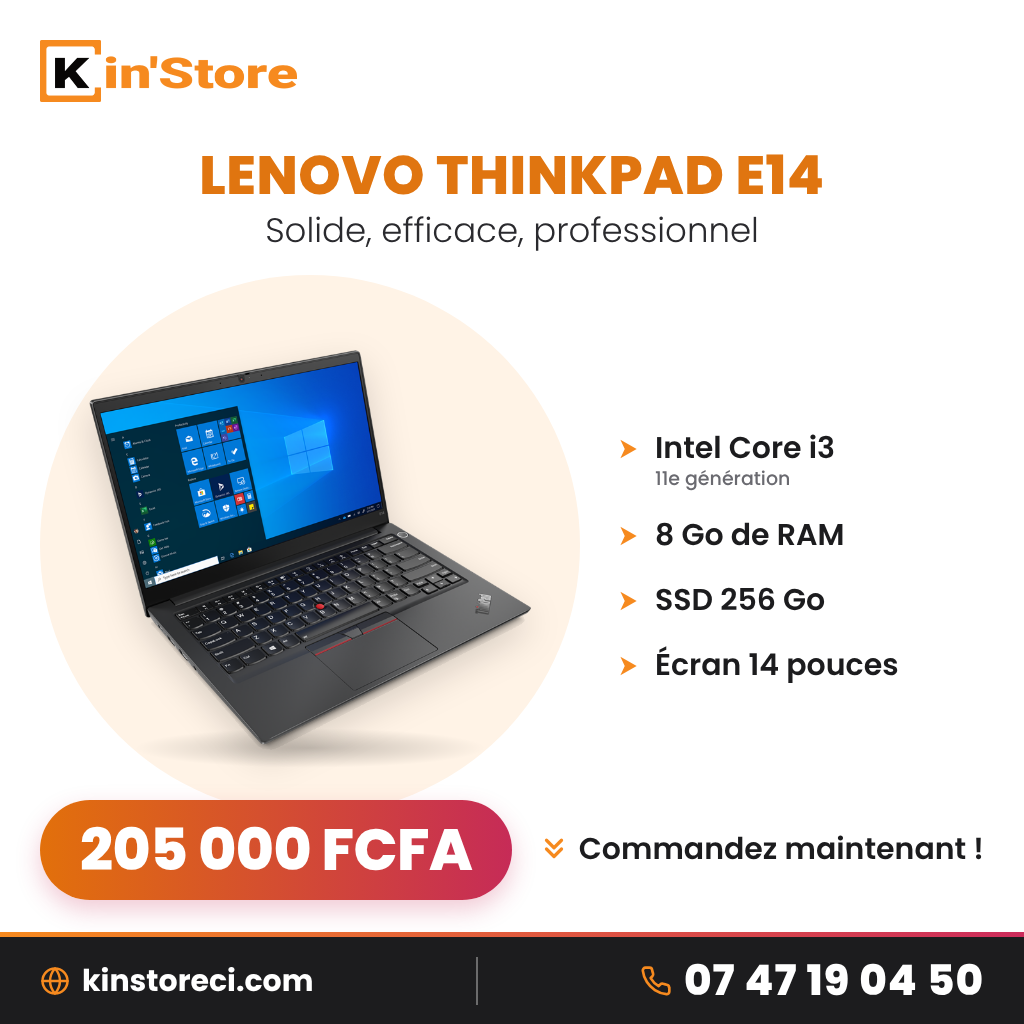 Kin'Store
LENOVO THINKPAD E14
Solide, efficace, professionnel
Intel Core i3
11e génération
8 Go de RAM
SSD 256 Go
Écran 14 pouces
205 000 FCFA
Commandez maintenant !
kinstoreci.com
07 47 19 04 50